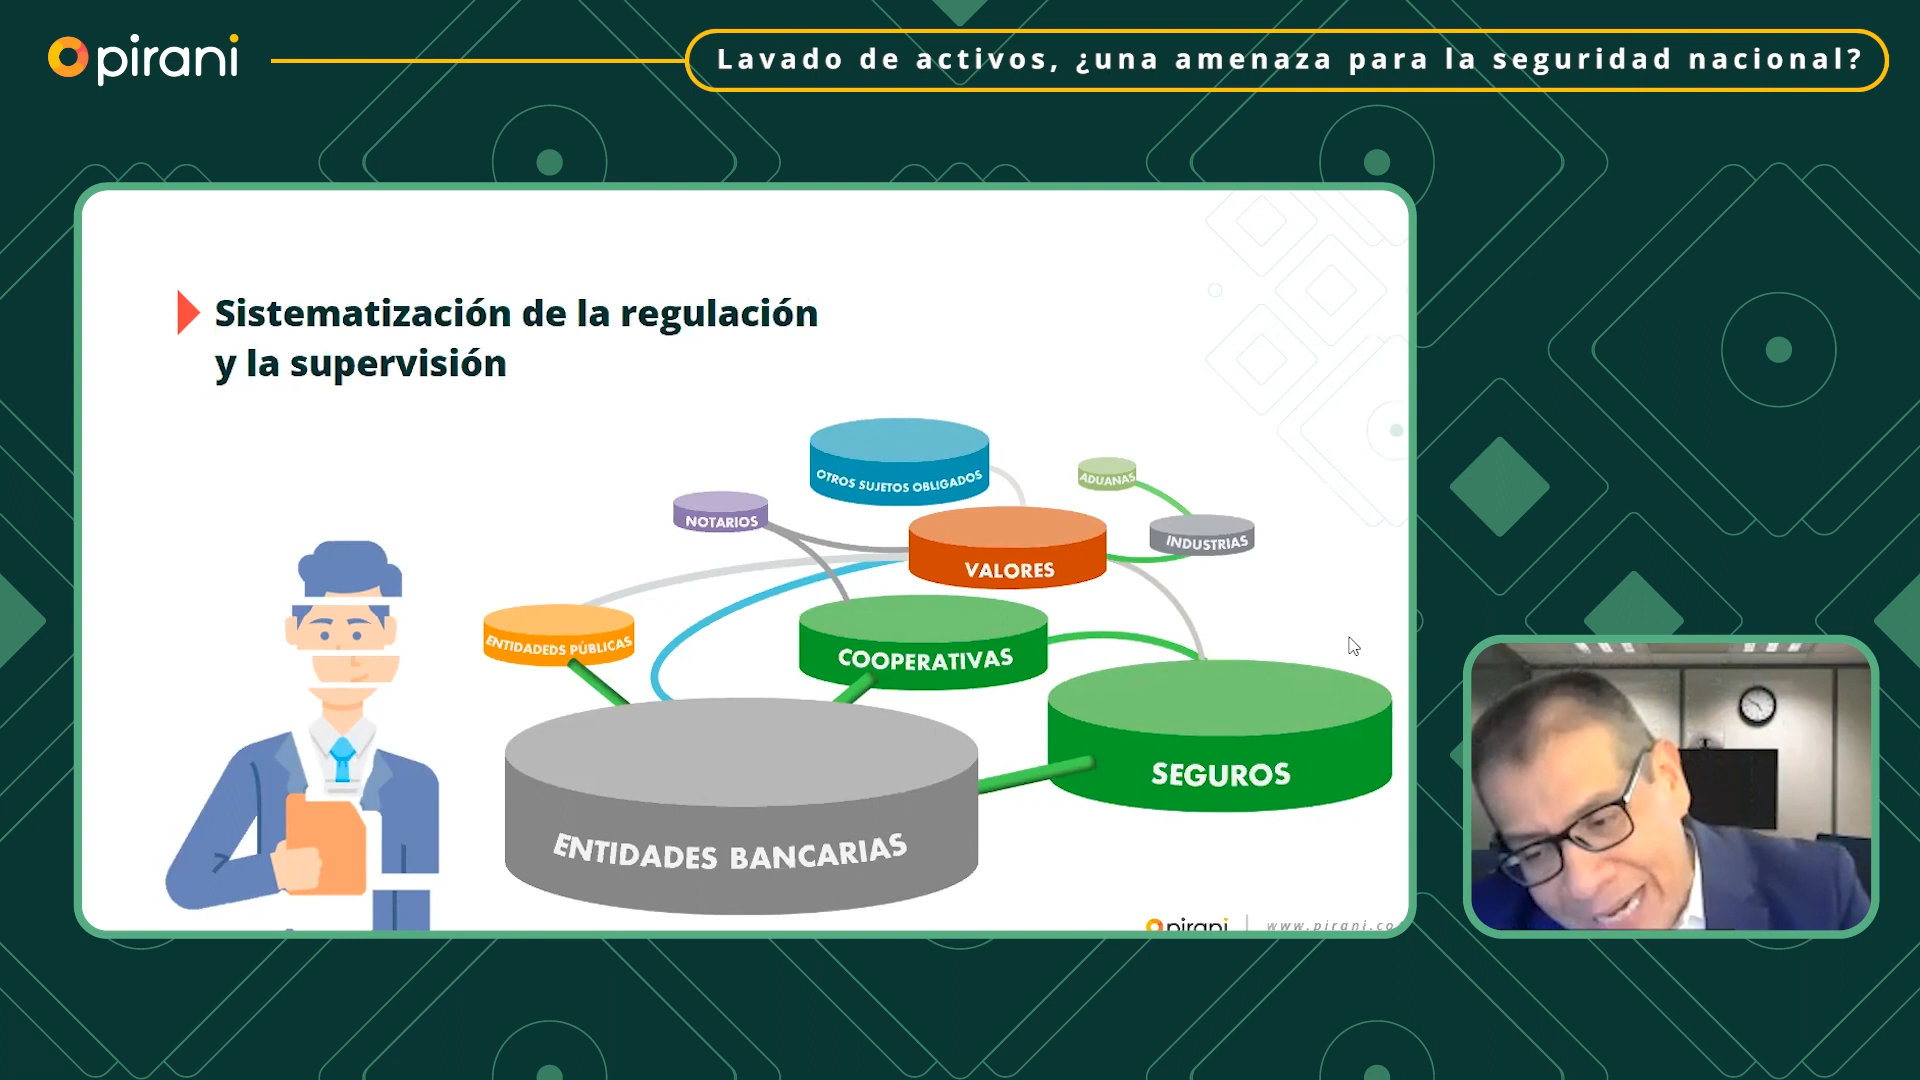 pirani
Lavado de activos, ¿una amenaza para la seguridad nacional?
Sistematización de la regulación
y la supervisión
OTROS SUJETOS OBLIGADOS
ADUANAS
NOTARIOS
INDUSTRIAS
VALORES
ENTIDADEDS PÚBLICAS
COOPERATIVAS
SEGUROS
ENTIDADES BANCARIAS
pirani
www.pirani.co